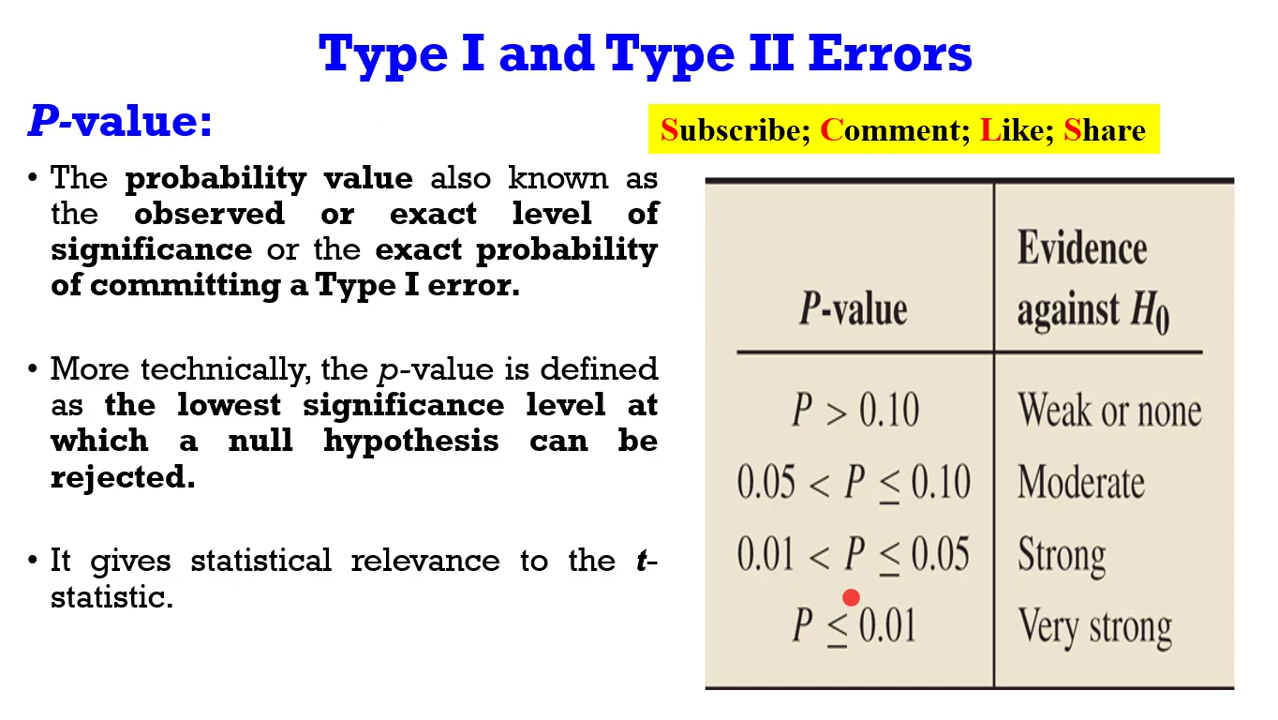 Type I and Type II Errors
P-value:
Subscribe; Comment; Like; Share
• The probability value also known as
the observed or exact level of
significance or the exact probability
of committing a Type I error.
• More technically, the p-value is defined
as the lowest significance level at
which a null hypothesis can be
rejected.
• It gives statistical relevance to the t-
statistic.
P-value Evidence against H₀
P > 0.10 Weak or none
0.05 < P ≤ 0.10 Moderate
0.01 < P ≤ 0.05 Strong
P ≤ 0.01 Very strong